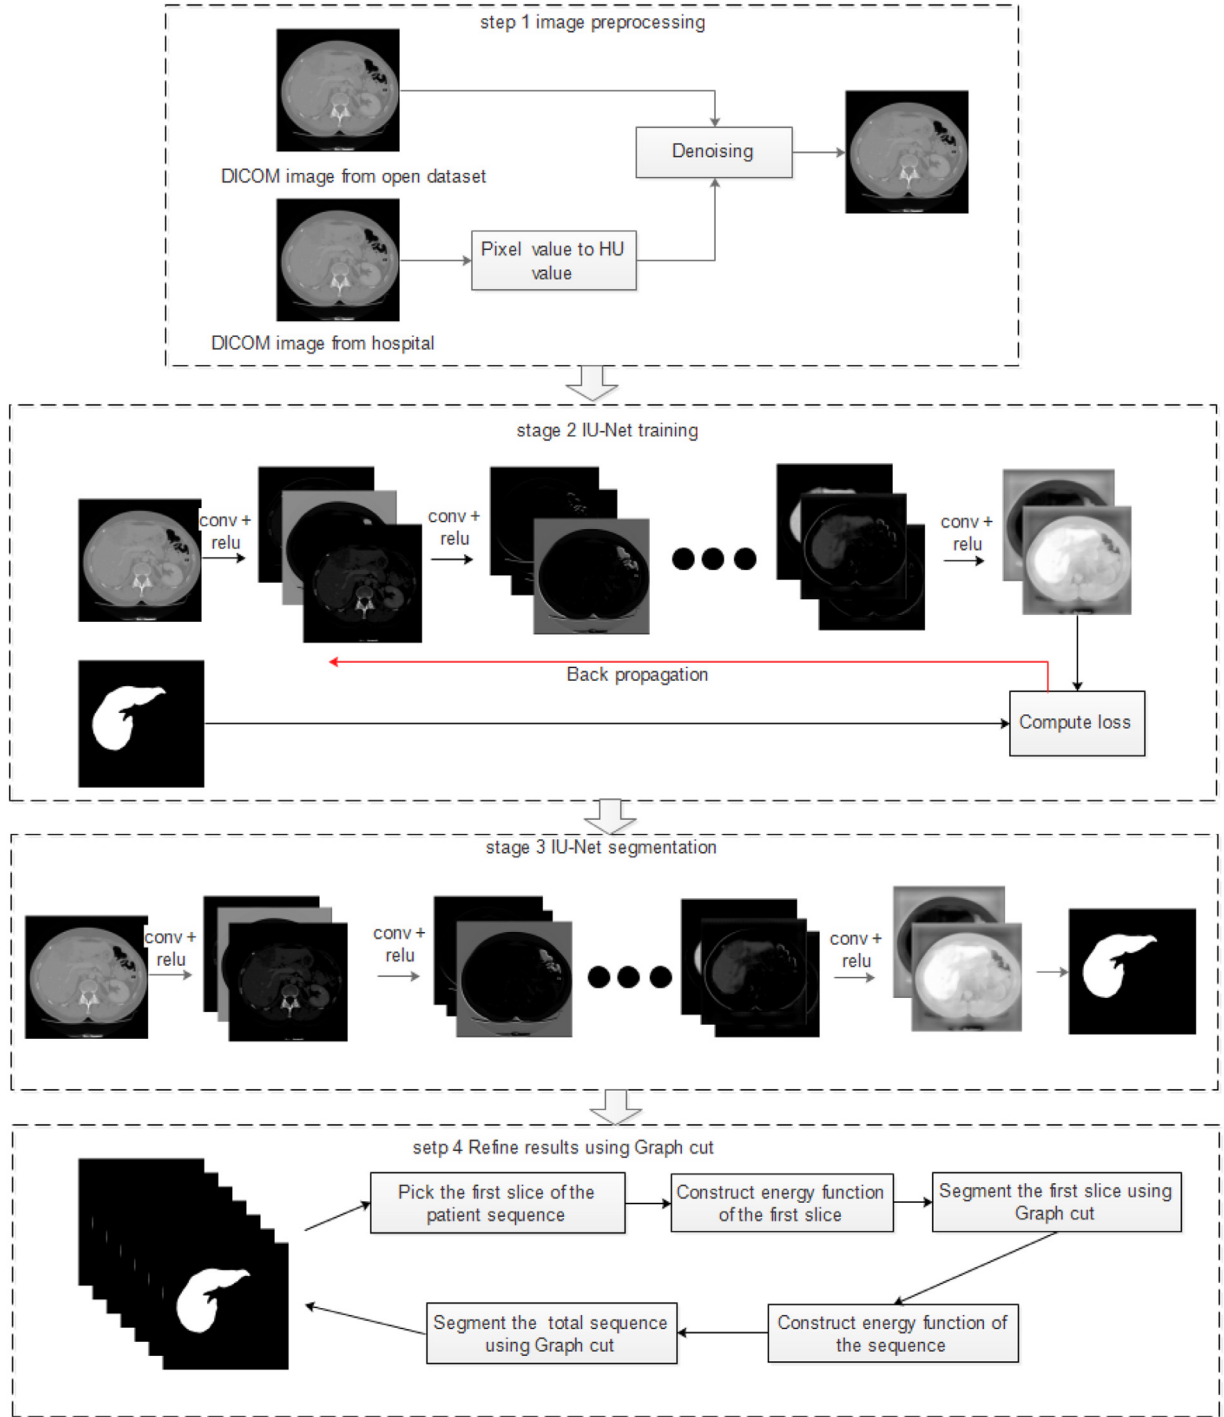 step 1 image preprocessing
DICOM image from open dataset
Denoising
Pixel value to HU
value
DICOM image from hospital
stage 2 IU-Net training
conv +
relu
conv +
relu
conv +
relu
Back propagation
Compute loss
stage 3 IU-Net segmentation
conv +
relu
conv +
relu
conv +
relu
setp 4 Refine results using Graph cut
Pick the first slice of the
patient sequence
Construct energy function
of the first slice
Segment the first slice using
Graph cut
Segment the total sequence
using Graph cut
Construct energy function of
the sequence